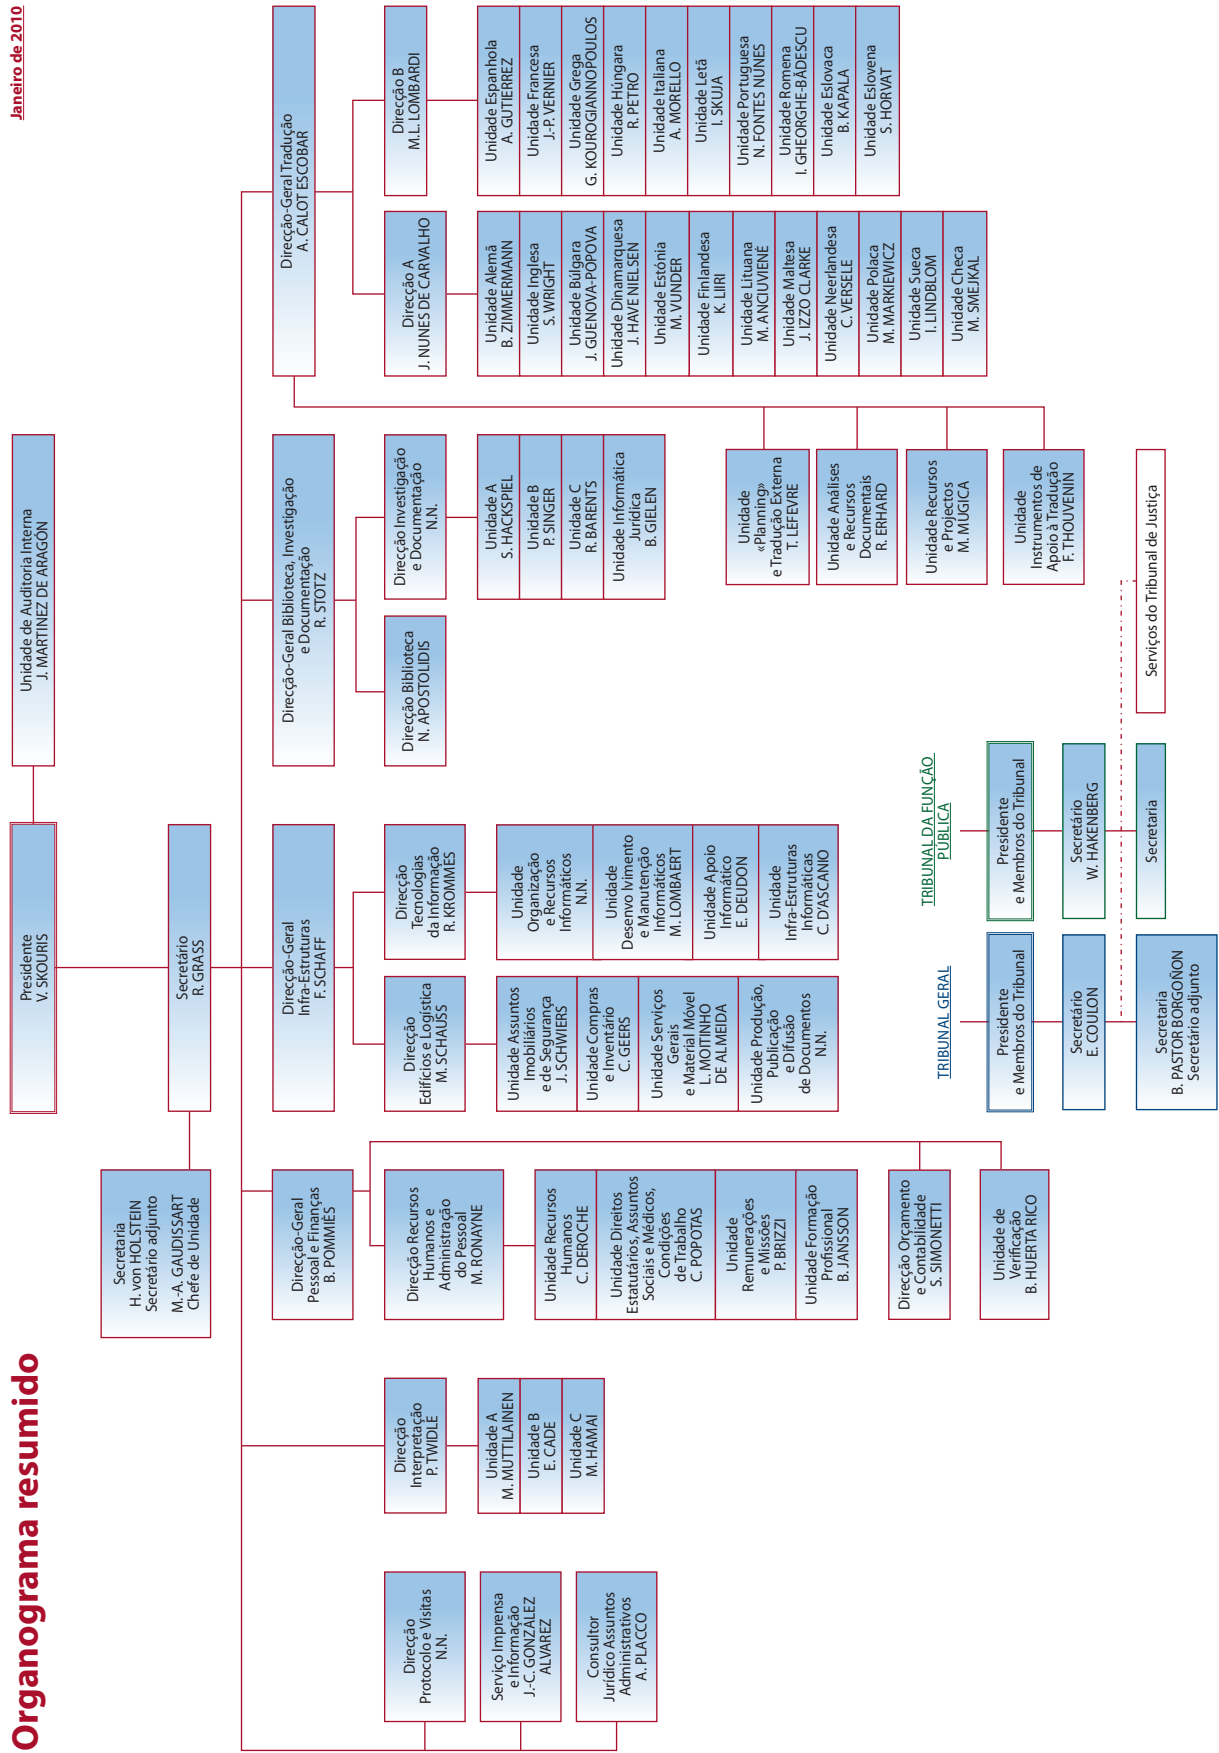 Organograma resumido
Janeiro de 2010
Presidente
V. SKOURIS
Unidade de Auditoria Interna
J. MARTINEZ DE ARAGÓN
Secretaria
H. von HOLSTEIN
Secretário adjunto
M.-A. GAUDISSART
Chefe de Unidade
Secretário
R. GRASS
Direcção
Protocolo e Visitas
N.N.
Serviço Imprensa
e Informação
J.-C. GONZÁLEZ
ALVAREZ
Consultor
Jurídico Assuntos
Administrativos
A. PLACCO
Direcção
Interpretação
P. TWIDLE
Unidade A
M. MUTTILAINEN
Unidade B
E. CADE
Unidade C
M. HAMAI
Direcção-Geral
Pessoal e Finanças
B. POMMIÈS
Direcção Recursos
Humanos e
Administração
do Pessoal
M. RONAYNE
Unidade Recursos
Humanos
C. DEROCHE
Unidade Direitos
Estatutários, Assuntos
Sociais e Médicos,
Condições
de Trabalho
C. POPOTAS
Unidade
Remunerações
e Missões
P. BRIZZI
Unidade Formação
Profissional
B. JANSSON
Direcção Orçamento
e Contabilidade
S. SIMONETTI
Unidade de
Verificação
B. HUERTA RICO
Direcção-Geral
Infra-Estruturas
F. SCHAFF
Direcção
Edifícios e Logística
M. SCHAUSS
Unidade Assuntos
Imobiliários
e de Segurança
J. SCHWIERS
Unidade Compras
e Inventário
C. GEERS
Unidade Serviços
Gerais
e Material Móvel
L. MOITINHO
DE ALMEIDA
Unidade Produção,
Publicação
e Difusão
de Documentos
N.N.
Direcção
Tecnologias
da Informação
R. KROMMES
Unidade
Organização
e Recursos
Informáticos
N.N.
Unidade
Desenvo lvimento
e Manutenção
Informáticos
M. LOMBAERT
Unidade Apoio
Informático
E. DEUDON
Unidade
Infra-Estruturas
Informáticas
C. D'ASCANIO
Direcção-Geral Biblioteca, Investigação
e Documentação
R. STOTZ
Direcção Biblioteca
N. APOSTOLIDIS
Direcção Investigação
e Documentação
N.N.
Unidade A
S. HACKSPIEL
Unidade B
P. SINGER
Unidade C
R. BARENTS
Unidade Informática
Jurídica
B. GIELEN
Direcção-Geral Tradução
A. CALOT ESCOBAR
Direcção A
J. NUNES DE CARVALHO
Unidade Alemã
B. ZIMMERMANN
Unidade Inglesa
S. WRIGHT
Unidade Búlgara
J. GUENOVA-POPOVA
Unidade Dinamarquesa
J. HAVE NIELSEN
Unidade Estónia
M. VUNDER
Unidade Finlandesa
K. LIIRI
Unidade Lituana
M. ANCIUVIENÉ
Unidade Maltesa
J. IZZO CLARKE
Unidade Neerlandesa
C. VERSELE
Unidade Polaca
M. MARKIEWICZ
Unidade Sueca
I. LINDBLOM
Unidade Checa
M. SMEJKAL
Direcção B
M.L. LOMBARDI
Unidade Espanhola
A. GUTIERREZ
Unidade Francesa
J.-P. VERNIER
Unidade Grega
G. KOUROGIANNOPOULOS
Unidade Húngara
R. PETRO
Unidade Italiana
A. MORELLO
Unidade Letã
I. SKUJA
Unidade Portuguesa
N. FONTES NUNES
Unidade Romena
I. GHEORGHE-BĂDESCU
Unidade Eslovaca
B. KAPALA
Unidade Eslovena
S. HORVAT
Unidade
«Planning»
e Tradução Externa
T. LEFEVRE
Unidade Análises
e Recursos
Documentais
R. ERHARD
Unidade Recursos
e Projectos
M. MUGICA
Unidade
Instrumentos de
Apoio à Tradução
F. THOUVENIN
TRIBUNAL GERAL
Presidente
e Membros do Tribunal
Secretário
E. COULON
Secretaria
B. PASTOR BORGOÑON
Secretário adjunto
TRIBUNAL DA FUNÇÃO
PÚBLICA
Presidente
e Membros do Tribunal
Secretário
W. HAKENBERG
Secretaria
Serviços do Tribunal de Justiça